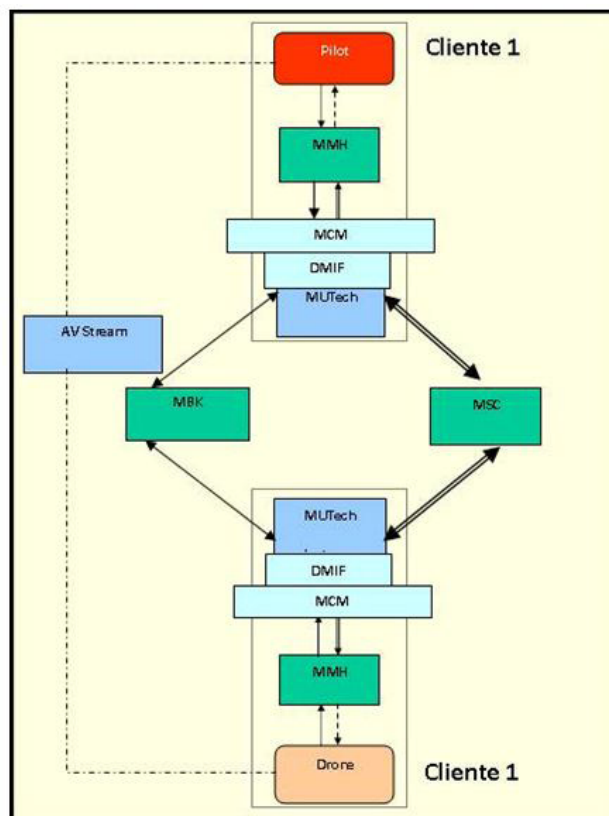 Pilot
Cliente 1
MMH
MCM
DMIF
MUTech
AV Stream
MBK
MSC
MUTech
DMIF
MCM
MMH
Drone
Cliente 1